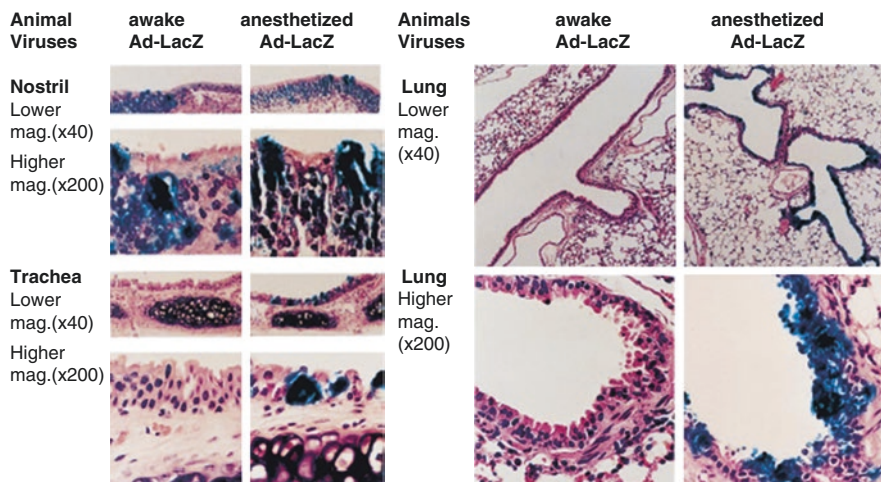 Animal awake anesthetized
Viruses Ad-LacZ Ad-LacZ
Nostril
Lower
mag.(x40)
Higher
mag.(x200)
Trachea
Lower
mag.(x40)
Higher
mag.(x200)
Animals awake anesthetized
Viruses Ad-LacZ Ad-LacZ
Lung
Lower
mag.
(x40)
Lung
Higher
mag.
(x200)